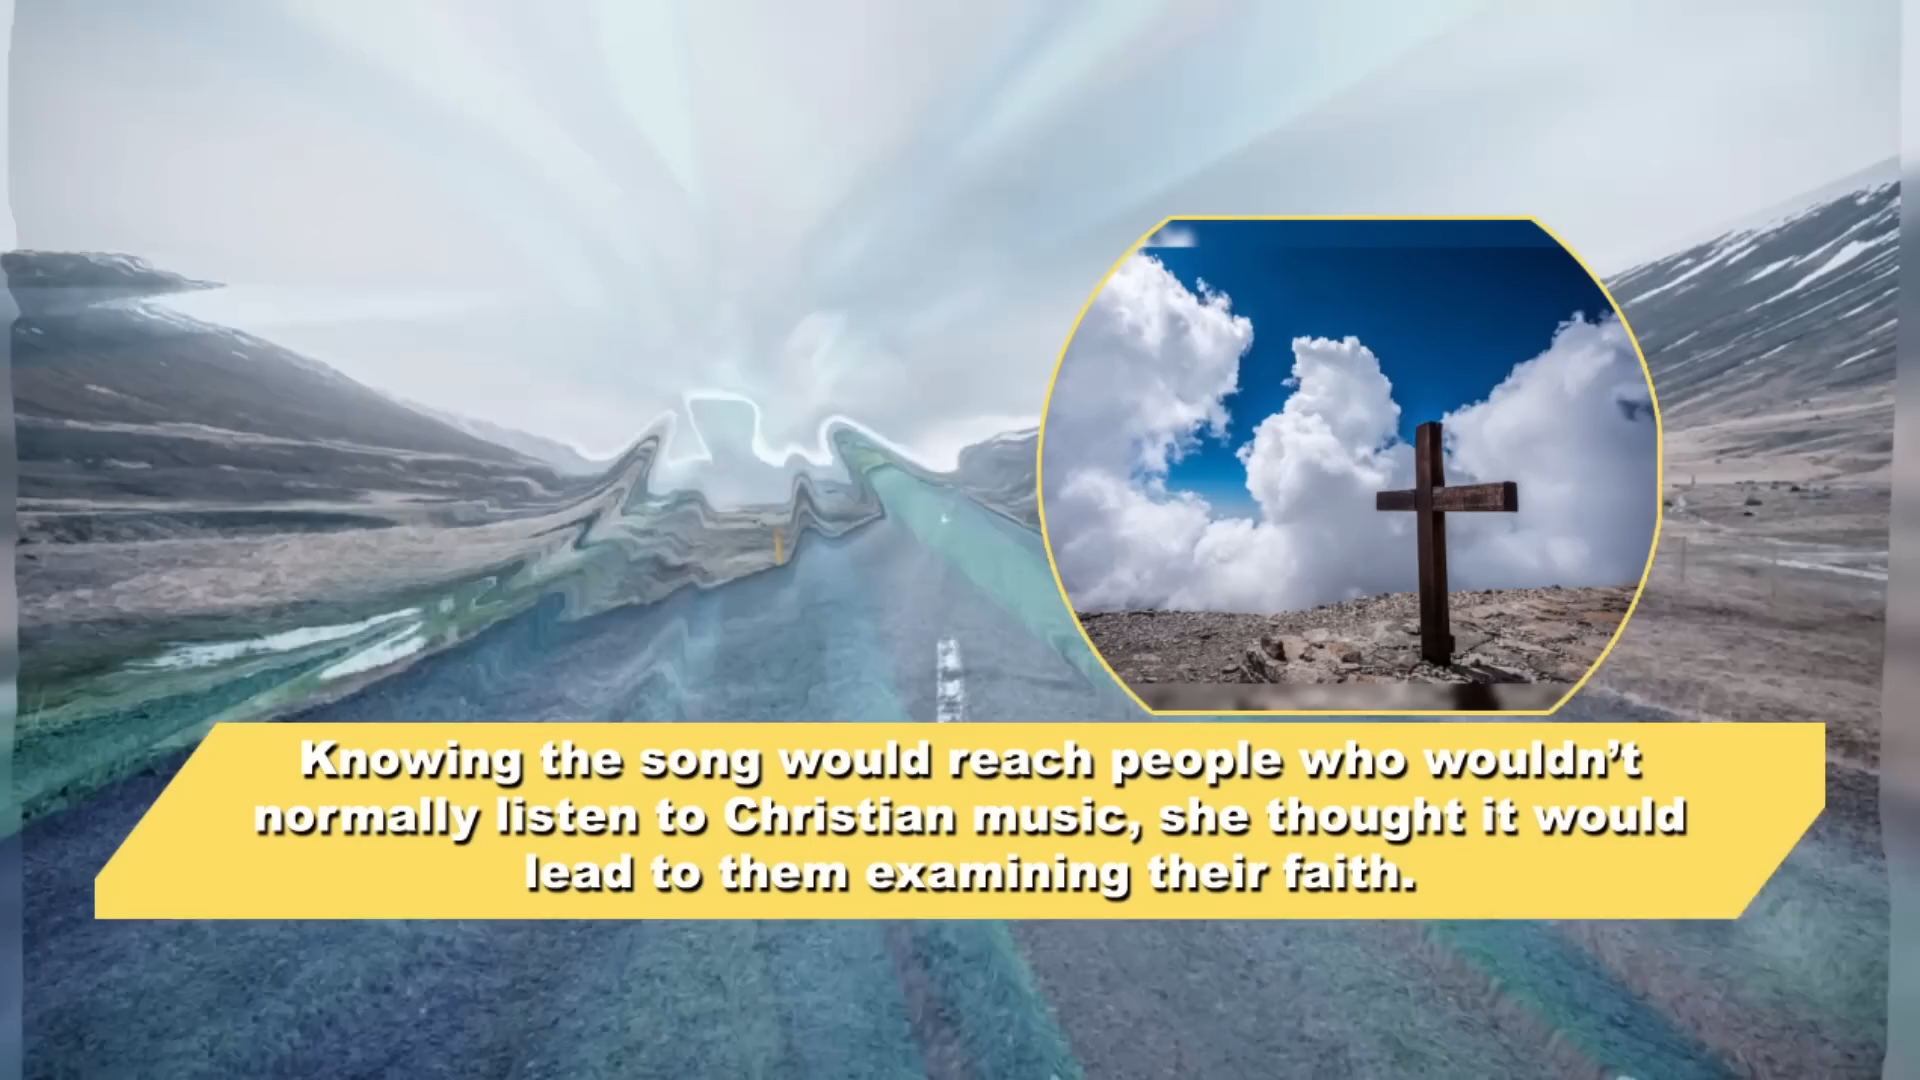 Knowing the song would reach people who wouldn’t
normally listen to Christian music, she thought it would
lead to them examining their faith.